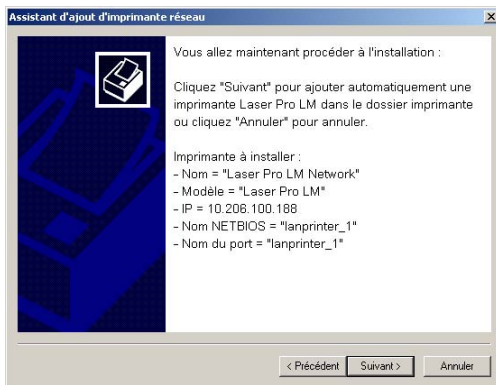 Assistant d'ajout d'imprimante réseau
Vous allez maintenant procéder à l'installation :
Cliquez "Suivant" pour ajouter automatiquement une
imprimante Laser Pro LM dans le dossier imprimante
ou cliquez "Annuler" pour annuler.
Imprimante à installer :
- Nom = "Laser Pro LM Network"
- Modèle = "Laser Pro LM"
- IP = 10.206.100.188
- Nom NETBIOS = "lanprinter_1"
- Nom du port = "lanprinter_1"
< Précédent Suivant > Annuler